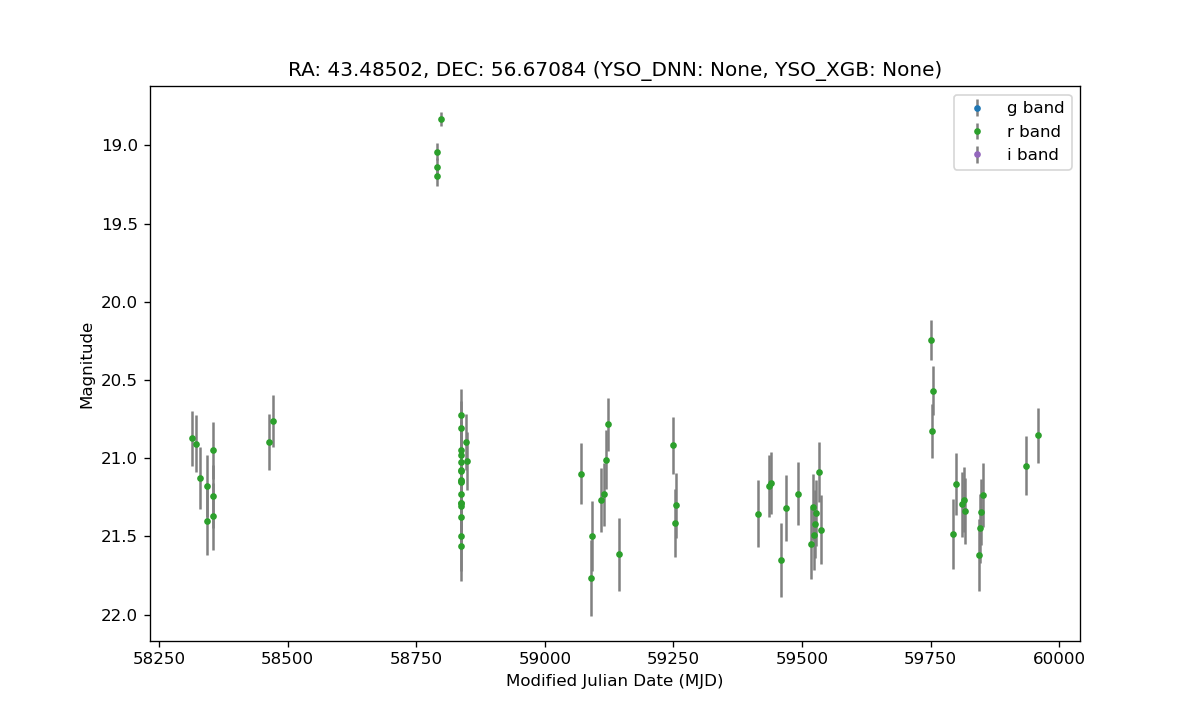 RA: 43.48502, DEC: 56.67084 (YSO_DNN: None, YSO_XGB: None)
g band
r band
i band
19.0
19.5
20.0
20.5
21.0
21.5
22.0
Magnitude
58250 58500 58750 59000 59250 59500 59750 60000
Modified Julian Date (MJD)